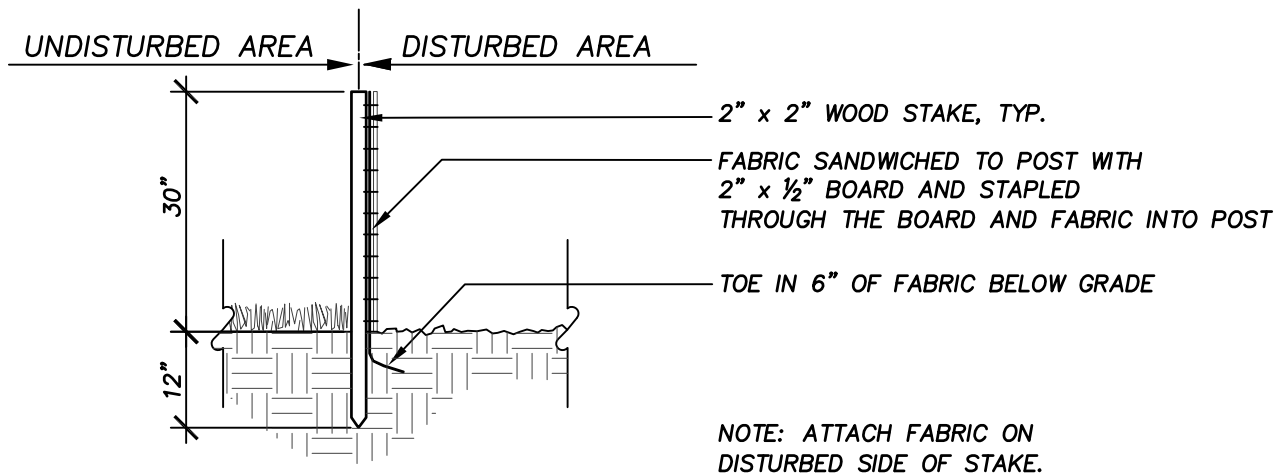 UNDISTURBED AREA
DISTURBED AREA
2” x 2” WOOD STAKE, TYP.
FABRIC SANDWICHED TO POST WITH
2” x ½” BOARD AND STAPLED
THROUGH THE BOARD AND FABRIC INTO POST
30”
TOE IN 6” OF FABRIC BELOW GRADE
12”
NOTE: ATTACH FABRIC ON
DISTURBED SIDE OF STAKE.